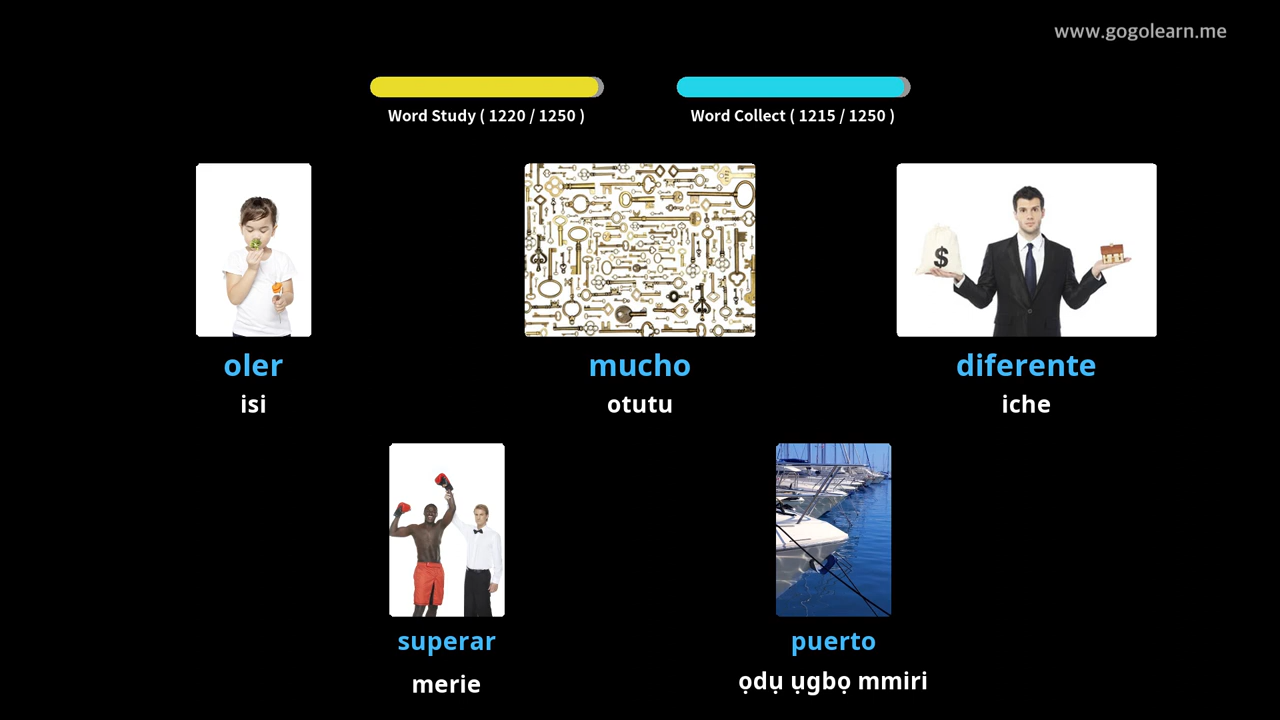 www.gogolearn.me
Word Study ( 1220 / 1250 )
Word Collect ( 1215 / 1250 )
$
oler
mucho
diferente
isi
otutu
iche
superar
puerto
merie
ọdụ ụgbọ mmiri